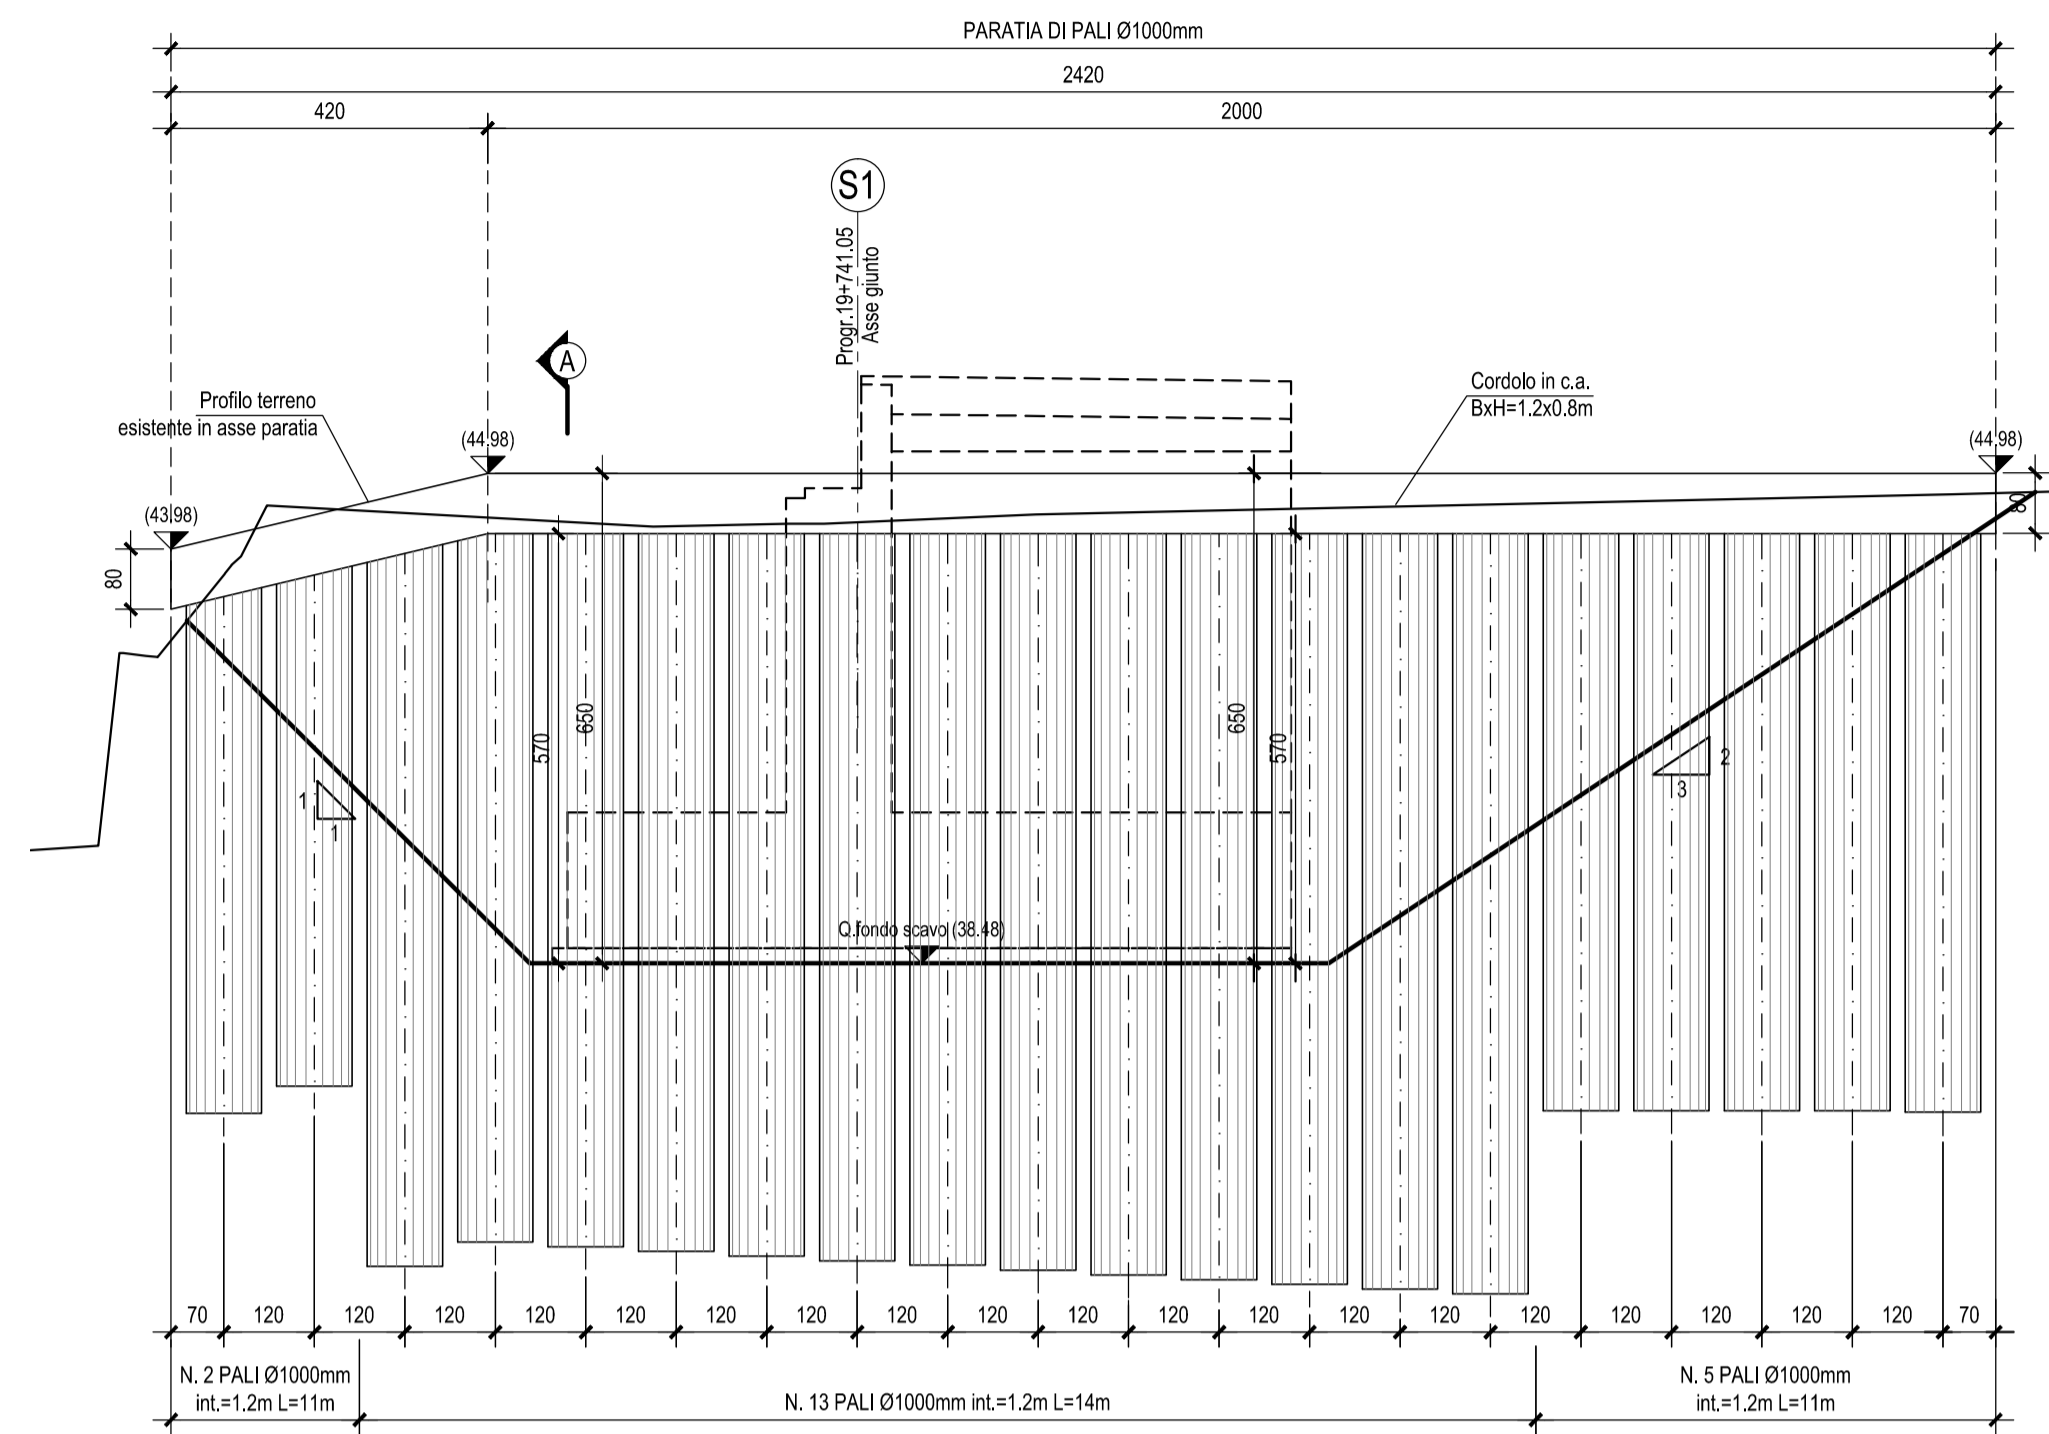 PARATIA DI PALI Ø1000mm
2420
420
2000
S1
Progr.19+741.05
Asse giunto
A
Profilo terreno
esistente in asse paratia
Cordolo in c.a.
BxH=1.2x0.8m
(44.98)
(44.98)
(43.98)
80
80
650
570
650
570
1
1
2
3
Q.fondo scavo (38.48)
70 120 120 120 120 120 120 120 120 120 120 120 120 120 120 120 120 120 120 120 70
N. 2 PALI Ø1000mm
int.=1.2m L=11m
N. 13 PALI Ø1000mm int.=1.2m L=14m
N. 5 PALI Ø1000mm
int.=1.2m L=11m